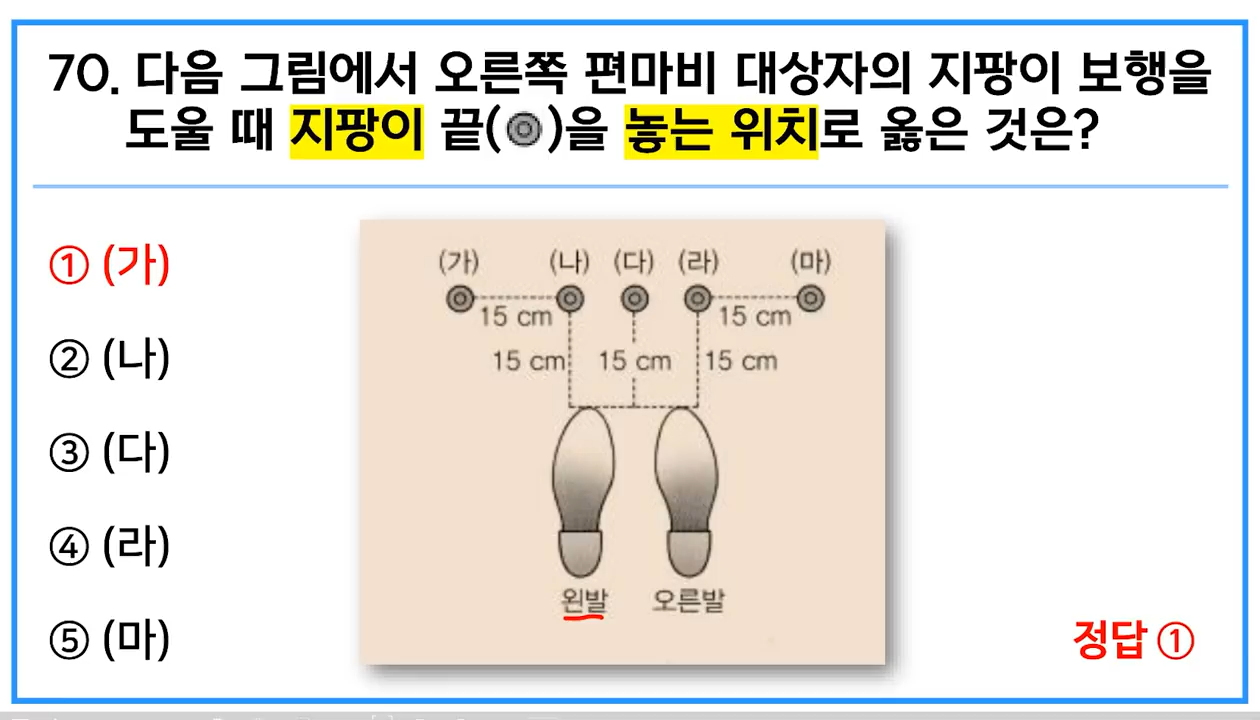 70. 다음 그림에서 오른쪽 편마비 대상자의 지팡이 보행을
도울 때 지팡이 끝( )을 놓는 위치로 옳은 것은?
① (가)
② (나)
③ (다)
④ (라)
⑤ (마)
(가) (나) (다) (라) (마)
15 cm 15 cm
15 cm 15 cm 15 cm
왼발 오른발
정답 ①